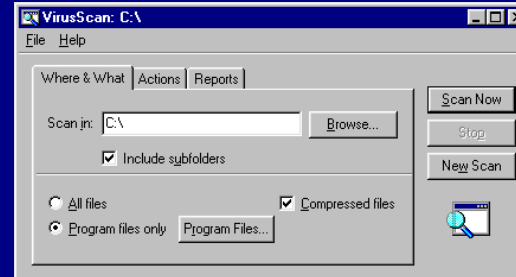 VirusScan: C:\
File Help
Where & What Actions Reports
Scan in: C:\ Browse...
Include subfolders
All files
Program files only Program Files...
Compressed files
Scan Now
Stop
New Scan